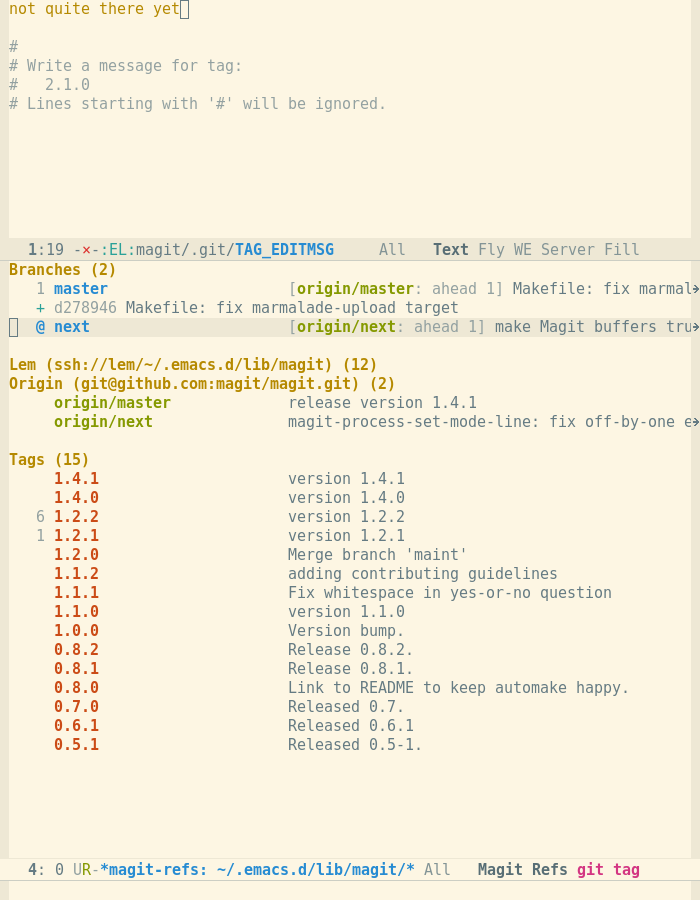 not quite there yet
#
# Write a message for tag:
#   2.1.0
# Lines starting with '#' will be ignored.
1:19 -×-:EL:magit/.git/TAG_EDITMSG     All   Text Fly WE Server Fill
Branches (2)
1 master                    [origin/master: ahead 1] Makefile: fix marmal→
+ d278946 Makefile: fix marmalade-upload target
@ next                      [origin/next: ahead 1] make Magit buffers tru→
Lem (ssh://lem/~/.emacs.d/lib/magit) (12)
Origin (git@github.com:magit/magit.git) (2)
origin/master             release version 1.4.1
origin/next               magit-process-set-mode-line: fix off-by-one e→
Tags (15)
1.4.1                     version 1.4.1
1.4.0                     version 1.4.0
6 1.2.2                     version 1.2.2
1 1.2.1                     version 1.2.1
1.2.0                     Merge branch 'maint'
1.1.2                     adding contributing guidelines
1.1.1                     Fix whitespace in yes-or-no question
1.1.0                     version 1.1.0
1.0.0                     Version bump.
0.8.2                     Release 0.8.2.
0.8.1                     Release 0.8.1.
0.8.0                     Link to README to keep automake happy.
0.7.0                     Released 0.7.
0.6.1                     Released 0.6.1
0.5.1                     Released 0.5-1.
4: 0 UR-*magit-refs: ~/.emacs.d/lib/magit/* All   Magit Refs git tag